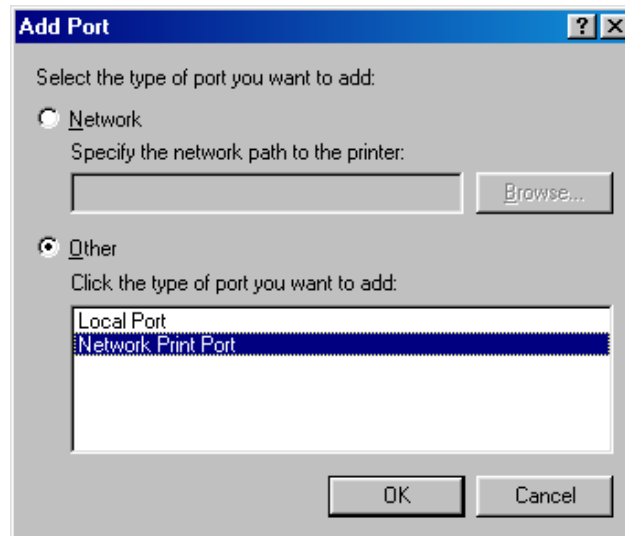 Add Port
Select the type of port you want to add:
Network
Specify the network path to the printer:
Browse...
Other
Click the type of port you want to add:
Local Port
Network Print Port
OK Cancel